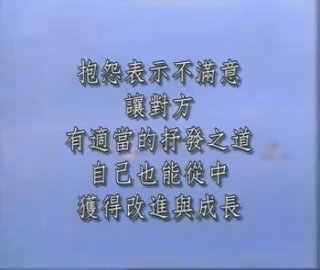 抱怨表示不滿意
讓對方
有適當的抒發之道
自己也能從中
獲得改進與成長